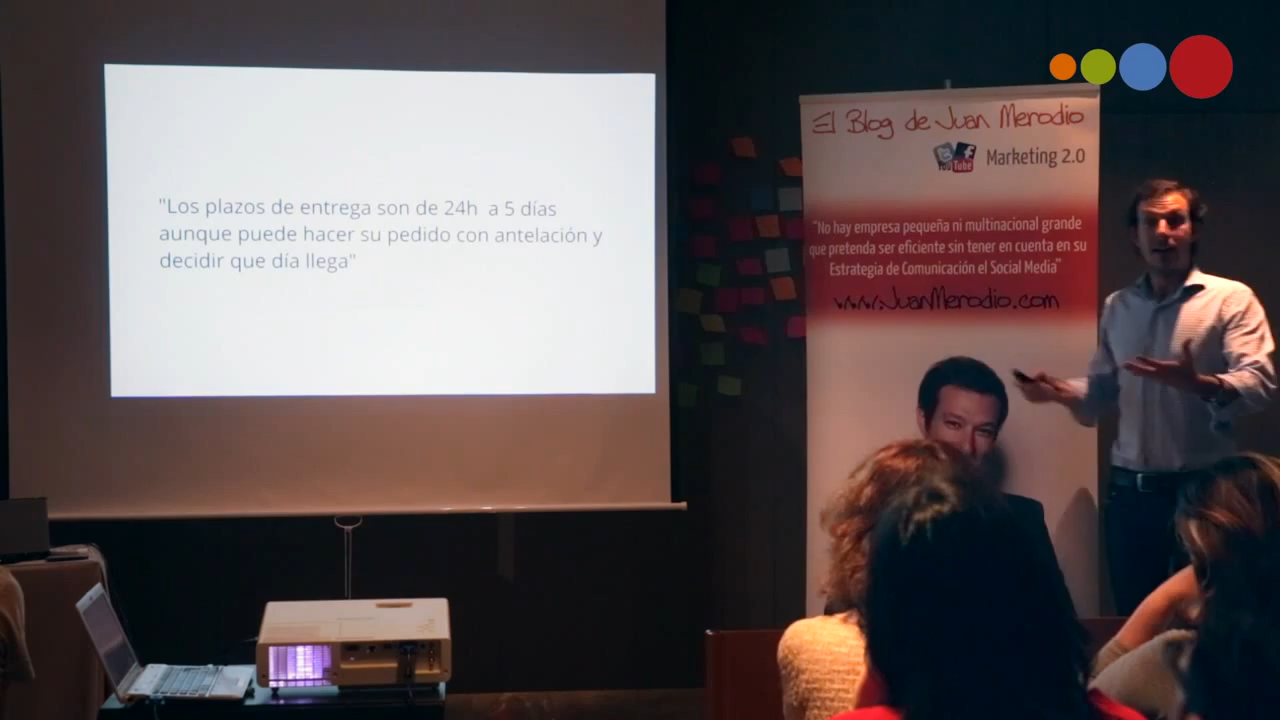 "Los plazos de entrega son de 24h a 5 días
aunque puede hacer su pedido con antelación y
decidir que día llega"
El Blog de Juan Merodio
YouTube
Marketing 2.0
"No hay empresa pequeña ni multinacional grande
que pretenda ser eficiente sin tener en cuenta en su
Estrategia de Comunicación el Social Media"
www.JuanMerodio.com